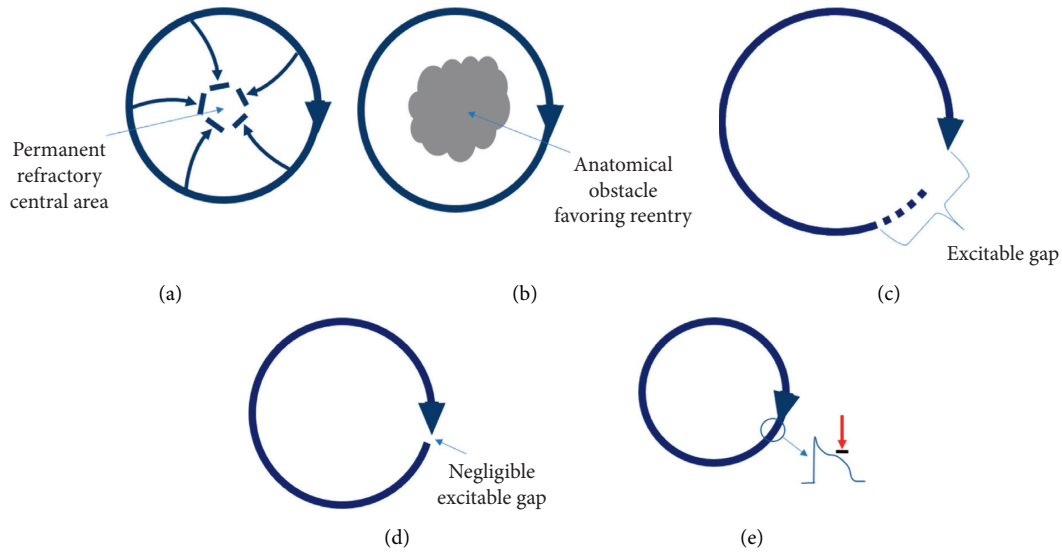 Permanent
refractory
central area
Anatomical
obstacle
favoring reentry
Excitable gap
(a)
(b)
(c)
Negligible
excitable gap
(d)
(e)